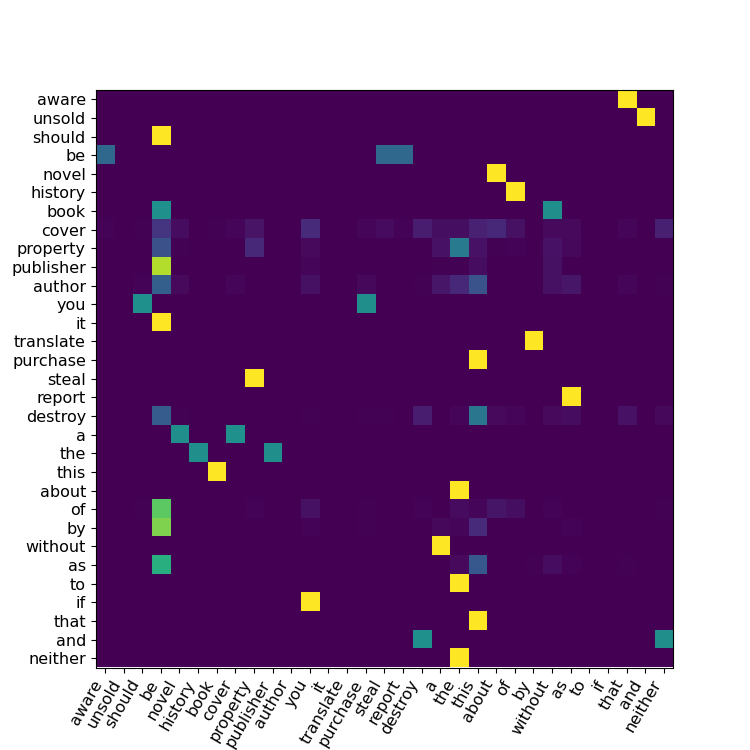 aware
unsold
should
be
novel
history
book
cover
property
publisher
author
you
it
translate
purchase
steal
report
destroy
a
the
this
about
of
by
without
as
to
if
that
and
neither
aware
unsold
should
be
novel
history
book
cover
property
publisher
author
you
it
translate
purchase
steal
report
destroy
a
the
this
about
of
by
without
as
to
if
that
and
neither